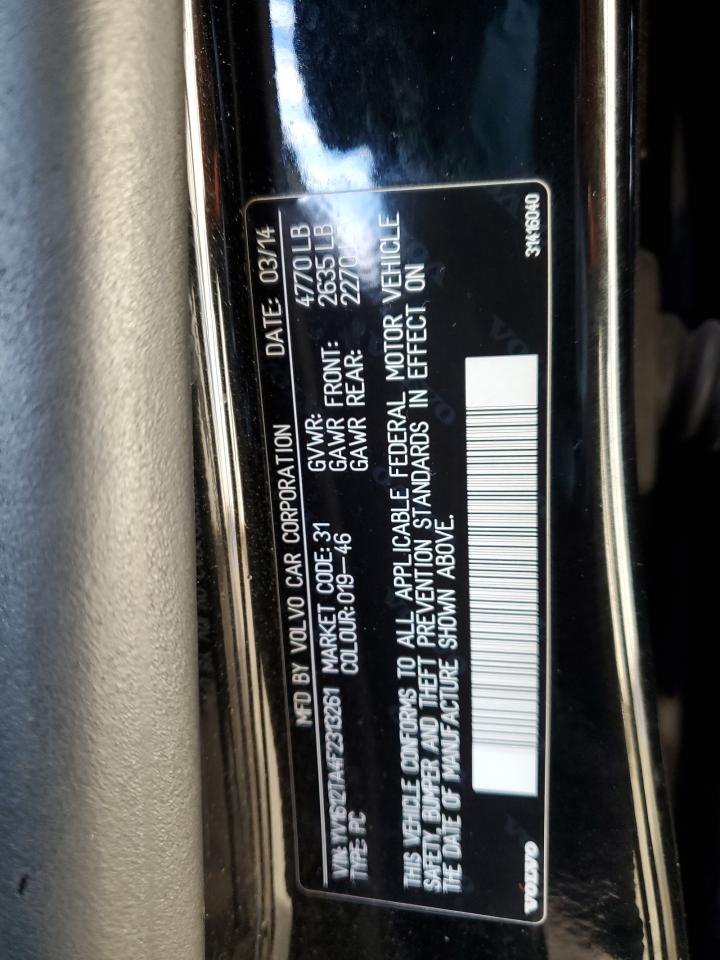 MFD BY VOLVO CAR CORPORATION DATE: 03/14
VIN: YV1612TA4F2313261 MARKET CODE: 31 GVWR: 4770 LB
TYPE: PC COLOUR: 019-46 GAWR FRONT: 2635 LB
GAWR REAR: 2270 LB
THIS VEHICLE CONFORMS TO ALL APPLICABLE FEDERAL MOTOR VEHICLE
SAFETY, BUMPER AND THEFT PREVENTION STANDARDS IN EFFECT ON
THE DATE OF MANUFACTURE SHOWN ABOVE.
VOLVO 31416040